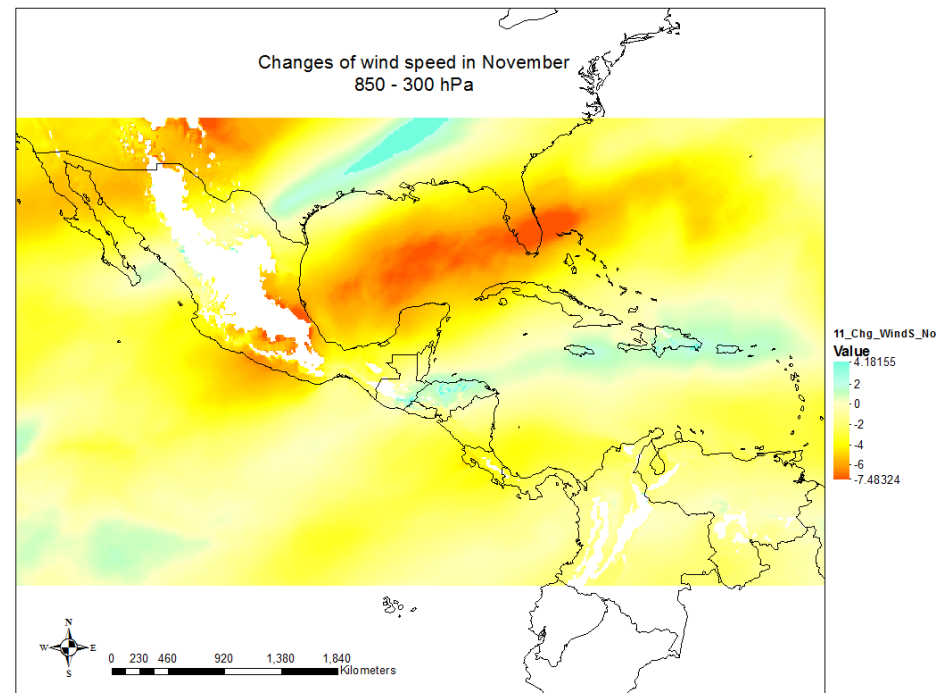 Changes of wind speed in November
850 - 300 hPa
11_Chg_WindS_No
Value
4.18155
2
0
-2
-4
-6
-7.48324
N
W E
S
0 230 460 920 1,380 1,840
Kilometers